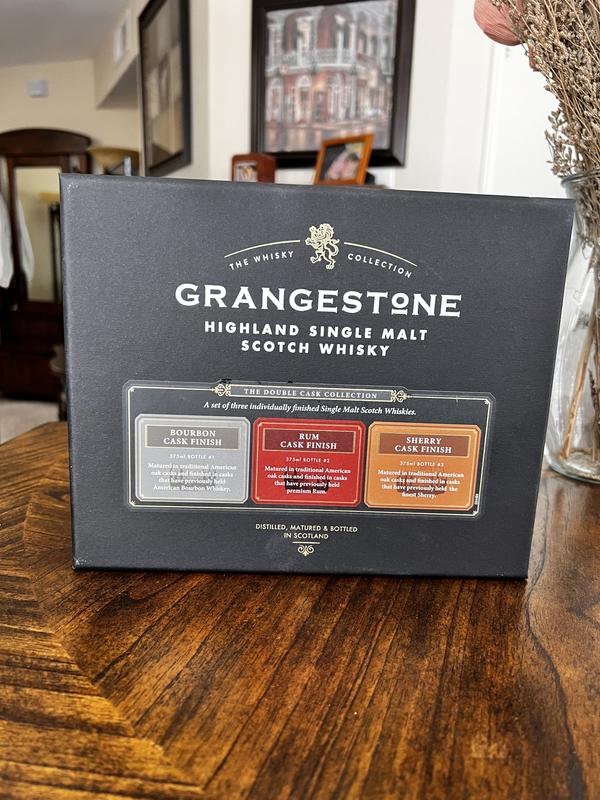 THE WHISKY COLLECTION
GRANGESTONE
HIGHLAND SINGLE MALT
SCOTCH WHISKY
THE DOUBLE CASK COLLECTION
A set of three individually finished Single Malt Scotch Whiskies.
BOURBON
CASK FINISH
375ml BOTTLE #1
Matured in traditional American
oak casks and finished in casks
that have previously held
American Bourbon Whiskey.
RUM
CASK FINISH
375ml BOTTLE #2
Matured in traditional American
oak casks and finished in casks
that have previously held
premium Rum.
SHERRY
CASK FINISH
375ml BOTTLE #3
Matured in traditional American
oak casks and finished in casks
that have previously held the
finest Sherry.
DISTILLED, MATURED & BOTTLED
IN SCOTLAND